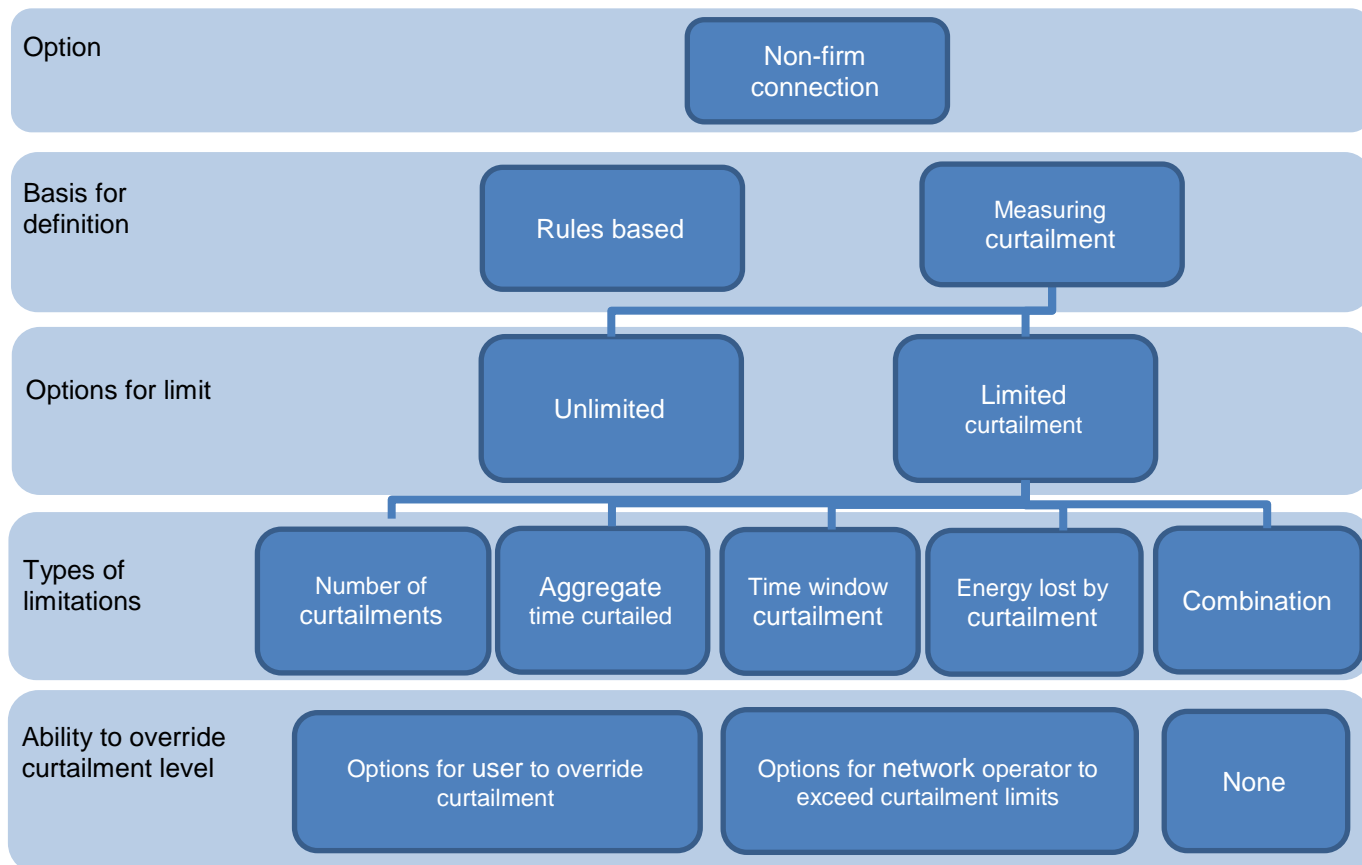 Option
Non-firm
connection
Basis for
definition
Rules based
Measuring
curtailment
Options for limit
Unlimited
Limited
curtailment
Types of
limitations
Number of
curtailments
Aggregate
time curtailed
Time window
curtailment
Energy lost by
curtailment
Combination
Ability to override
curtailment level
Options for user to override
curtailment
Options for network operator to
exceed curtailment limits
None